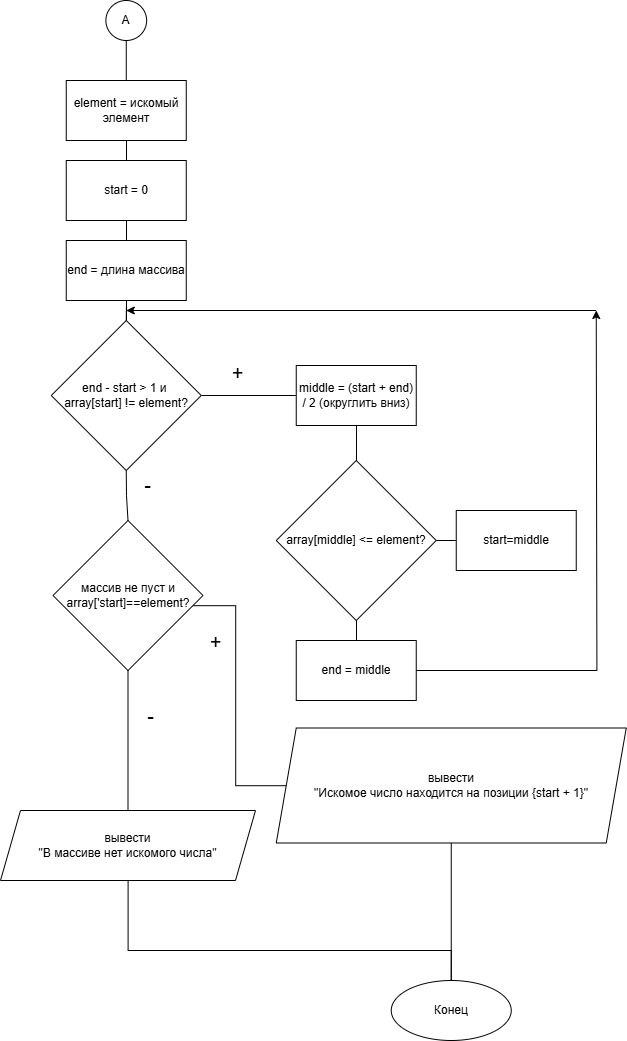 A
element = искомый
элемент
start = 0
end = длина массива
end - start > 1 и
array[start] != element?
+
middle = (start + end)
/ 2 (округлить вниз)
-
array[middle] <= element?
start=middle
массив не пуст и
array['start]==element?
+
end = middle
-
вывести
"Искомое число находится на позиции {start + 1}"
вывести
"В массиве нет искомого числа"
Конец